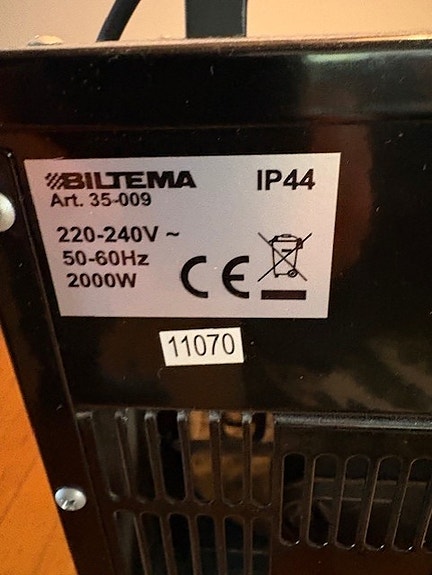 BILTEMA IP44
Art. 35-009
220-240V ~
50-60Hz
2000W
CE
11070